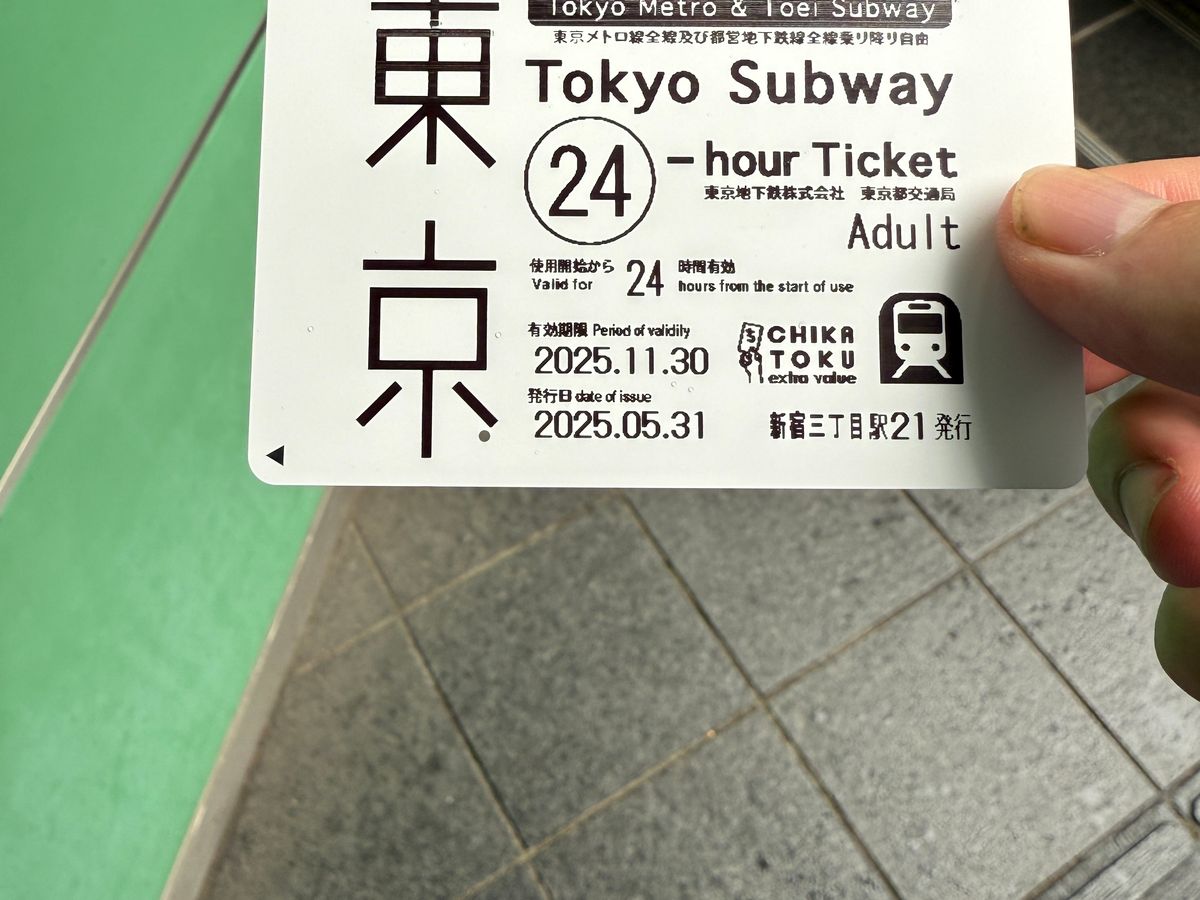 東京
Tokyo Metro & Toei Subway
東京メトロ線全線及び都営地下鉄線全線乗り降り自由
Tokyo Subway
24-hour Ticket
東京地下鉄株式会社 東京都交通局
Adult
使用開始から 24 時間有効
Valid for hours from the start of use
有効期限 Period of validity
2025.11.30
CHIKA
TOKU
extra value
発行日 date of issue
2025.05.31
新宿三丁目駅21発行